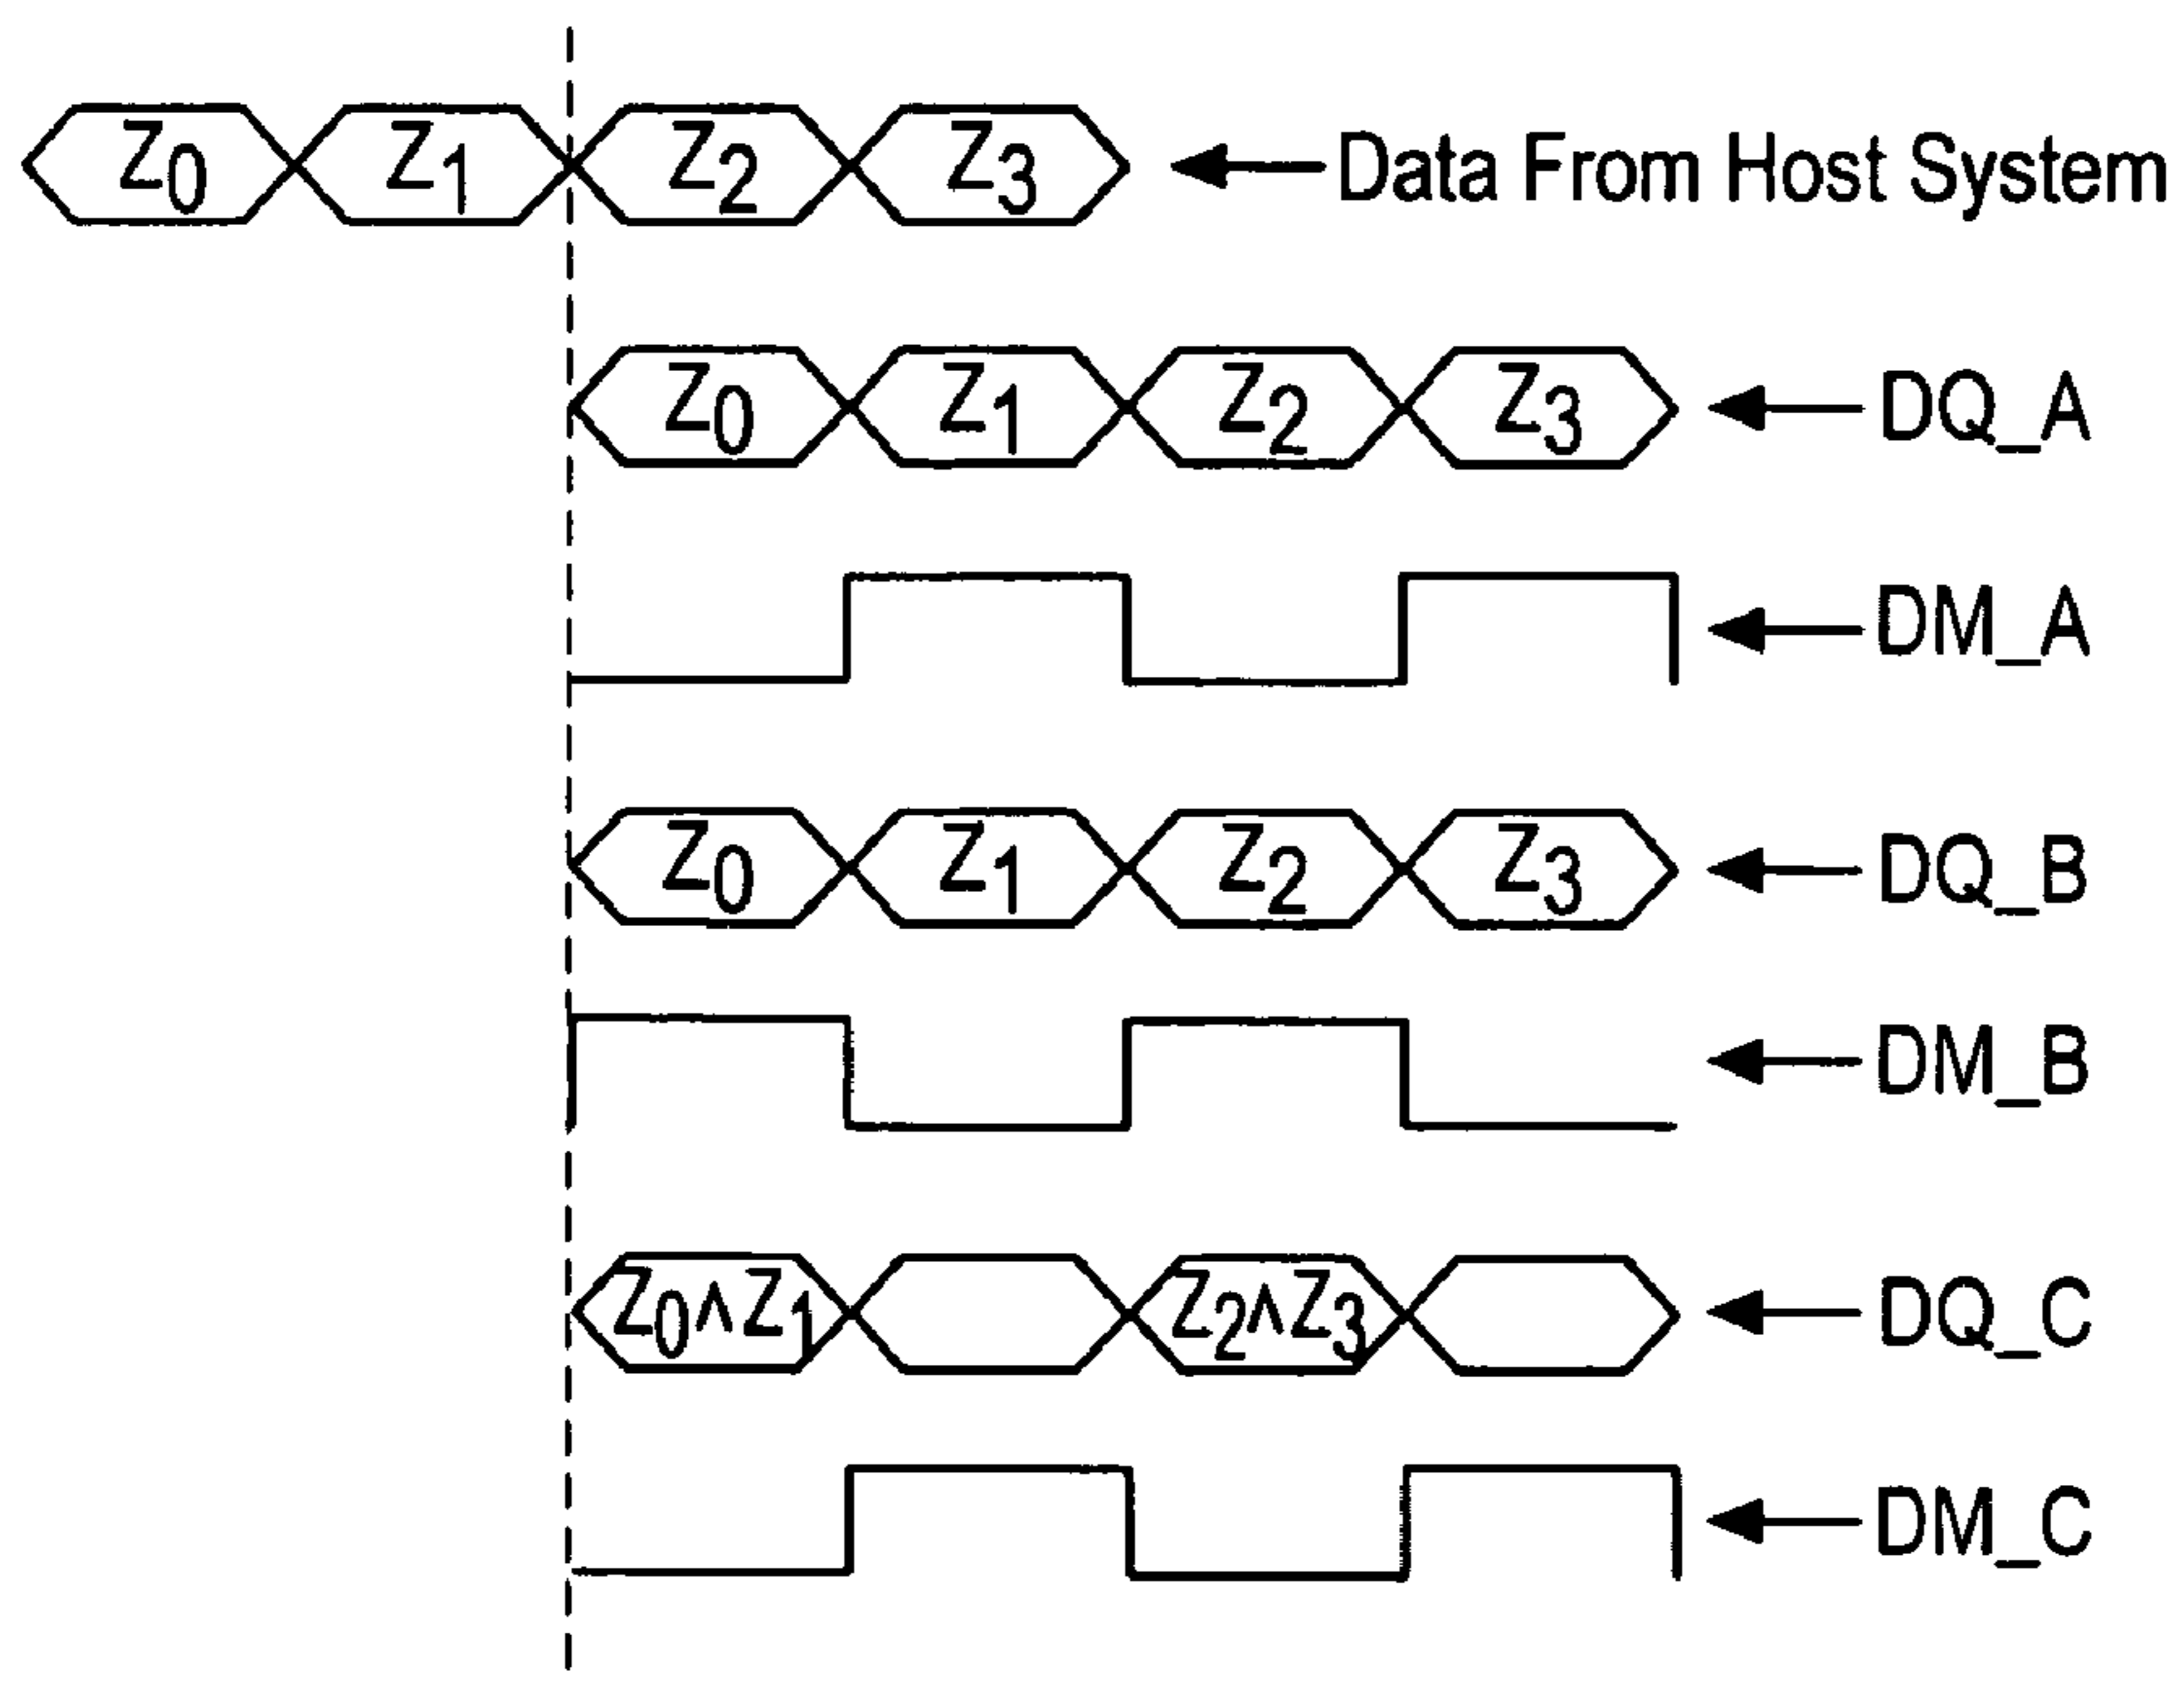 Z0 Z1 Z2 Z3 Data From Host System
Z0 Z1 Z2 Z3 DQ_A
DM_A
Z0 Z1 Z2 Z3 DQ_B
DM_B
Z0∧Z1 Z2∧Z3 DQ_C
DM_C